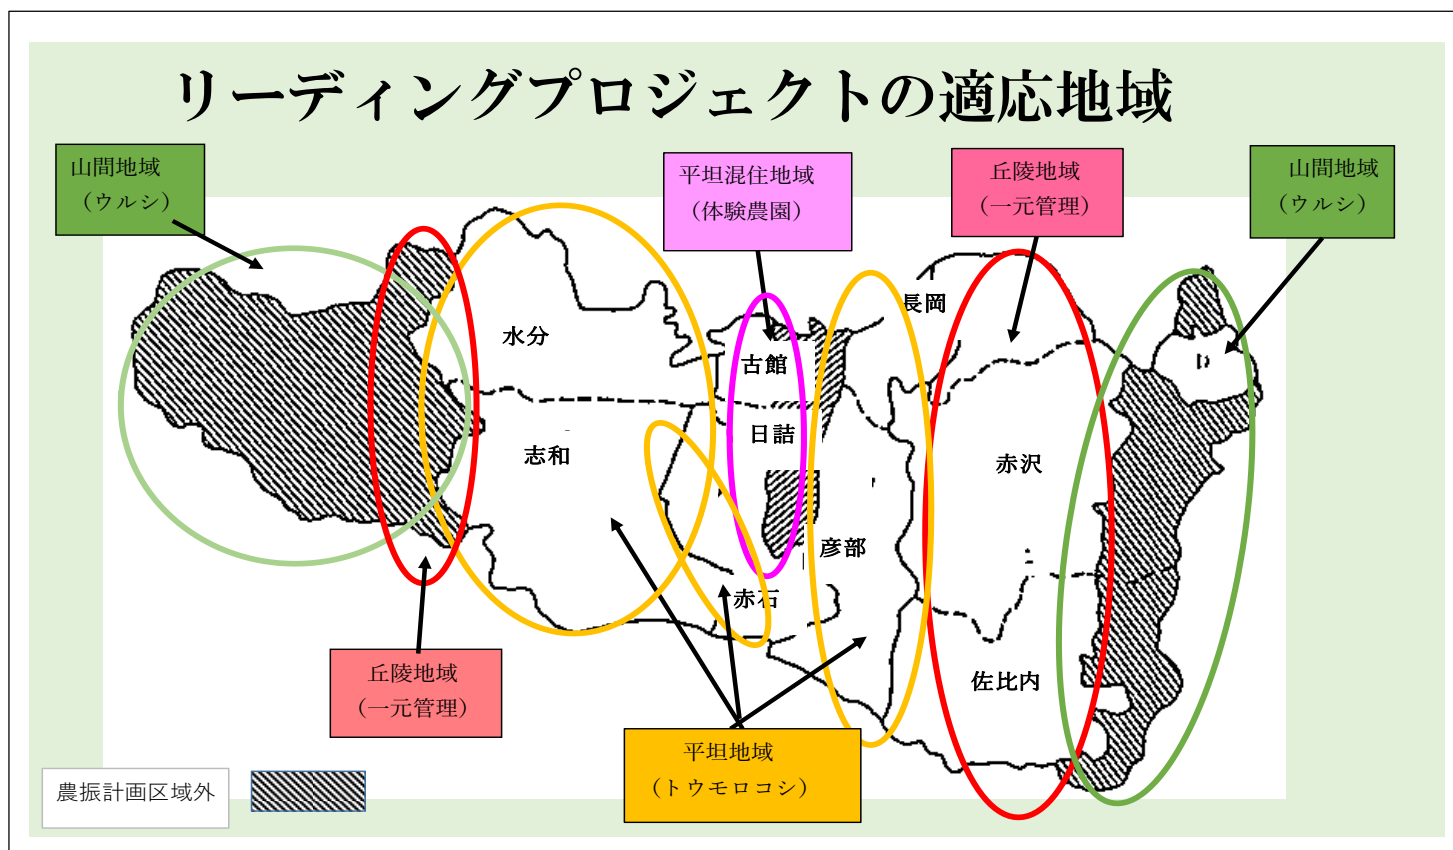 リーディングプロジェクトの適応地域
山間地域
（ウルシ）
平坦混住地域
（体験農園）
丘陵地域
（一元管理）
山間地域
（ウルシ）
長岡
水分
古館
日詰
志和
赤沢
彦部
赤石
佐比内
丘陵地域
（一元管理）
平坦地域
（トウモロコシ）
農振計画区域外